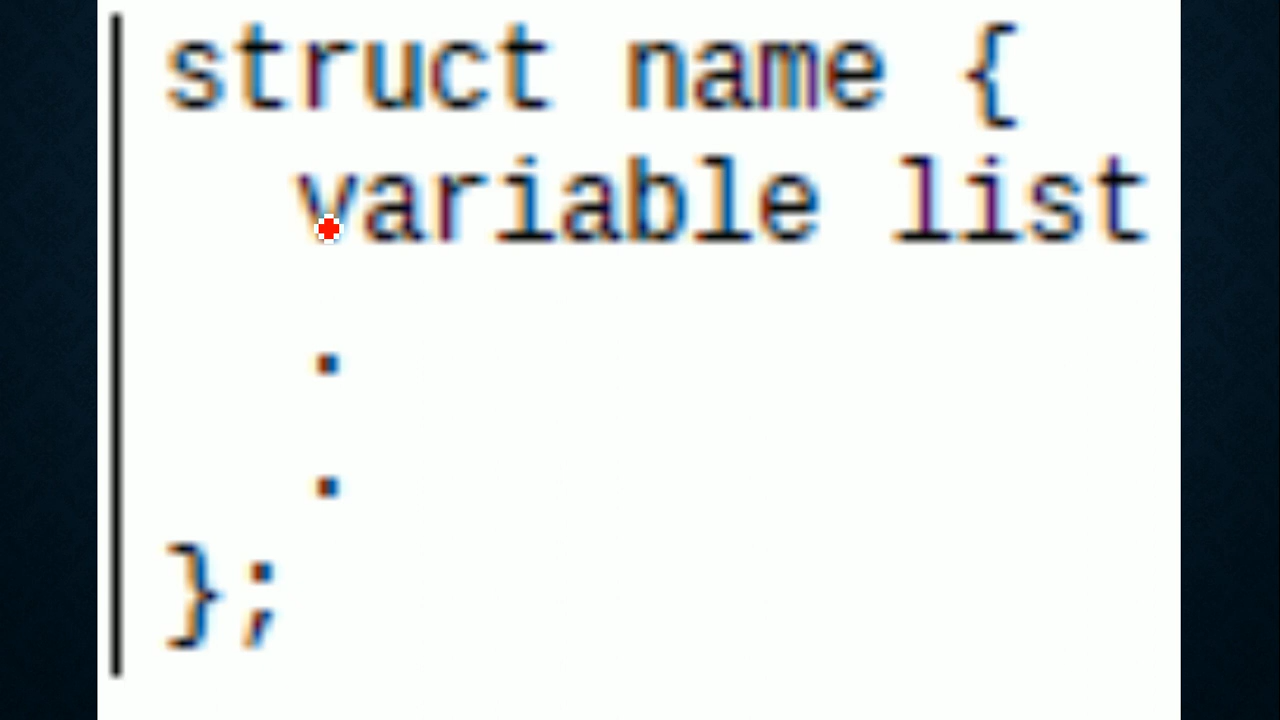 struct name {
variable list
.
.
};